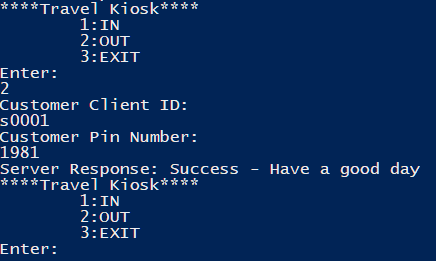 ****Travel Kiosk****
1:IN
2:OUT
3:EXIT
Enter:
2
Customer Client ID:
s0001
Customer Pin Number:
1981
Server Response: Success - Have a good day
****Travel Kiosk****
1:IN
2:OUT
3:EXIT
Enter: